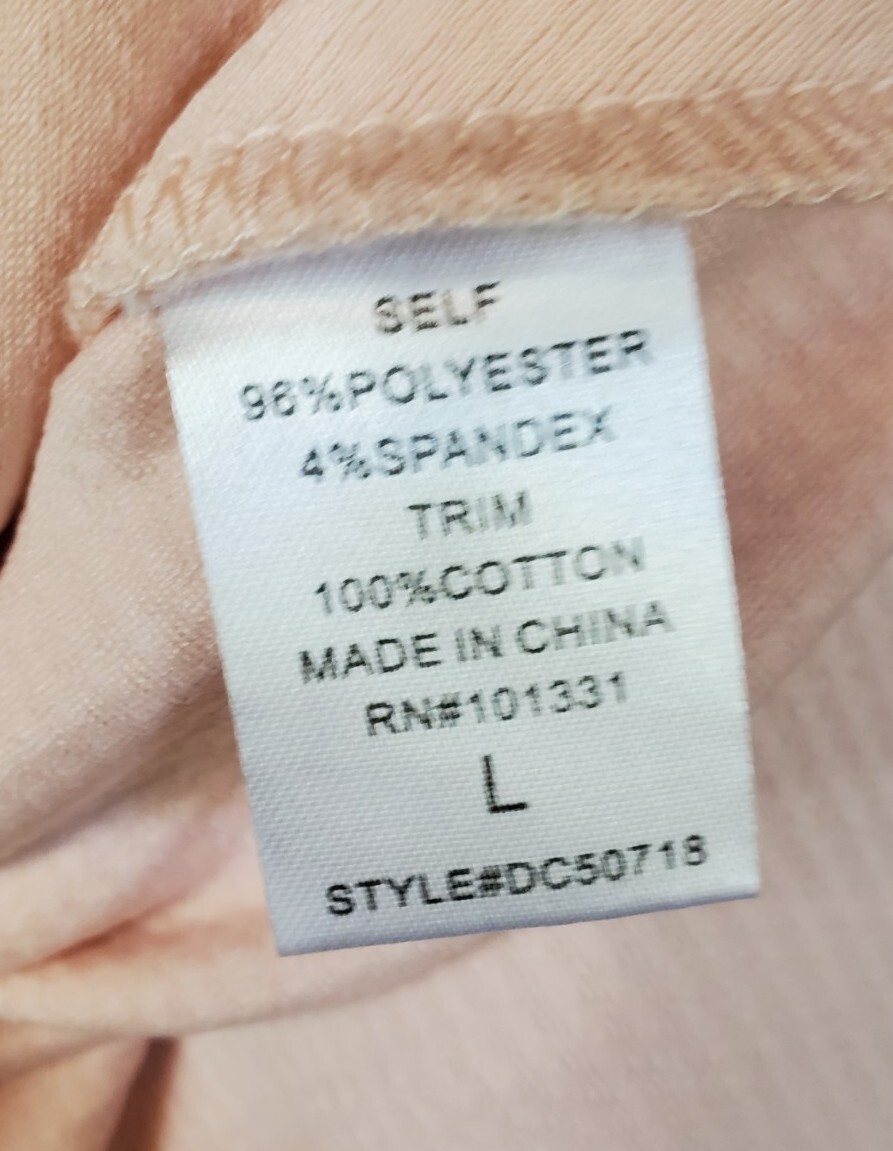 SELF
96%POLYESTER
4%SPANDEX
TRIM
100%COTTON
MADE IN CHINA
RN#101331
L
STYLE#DC50718